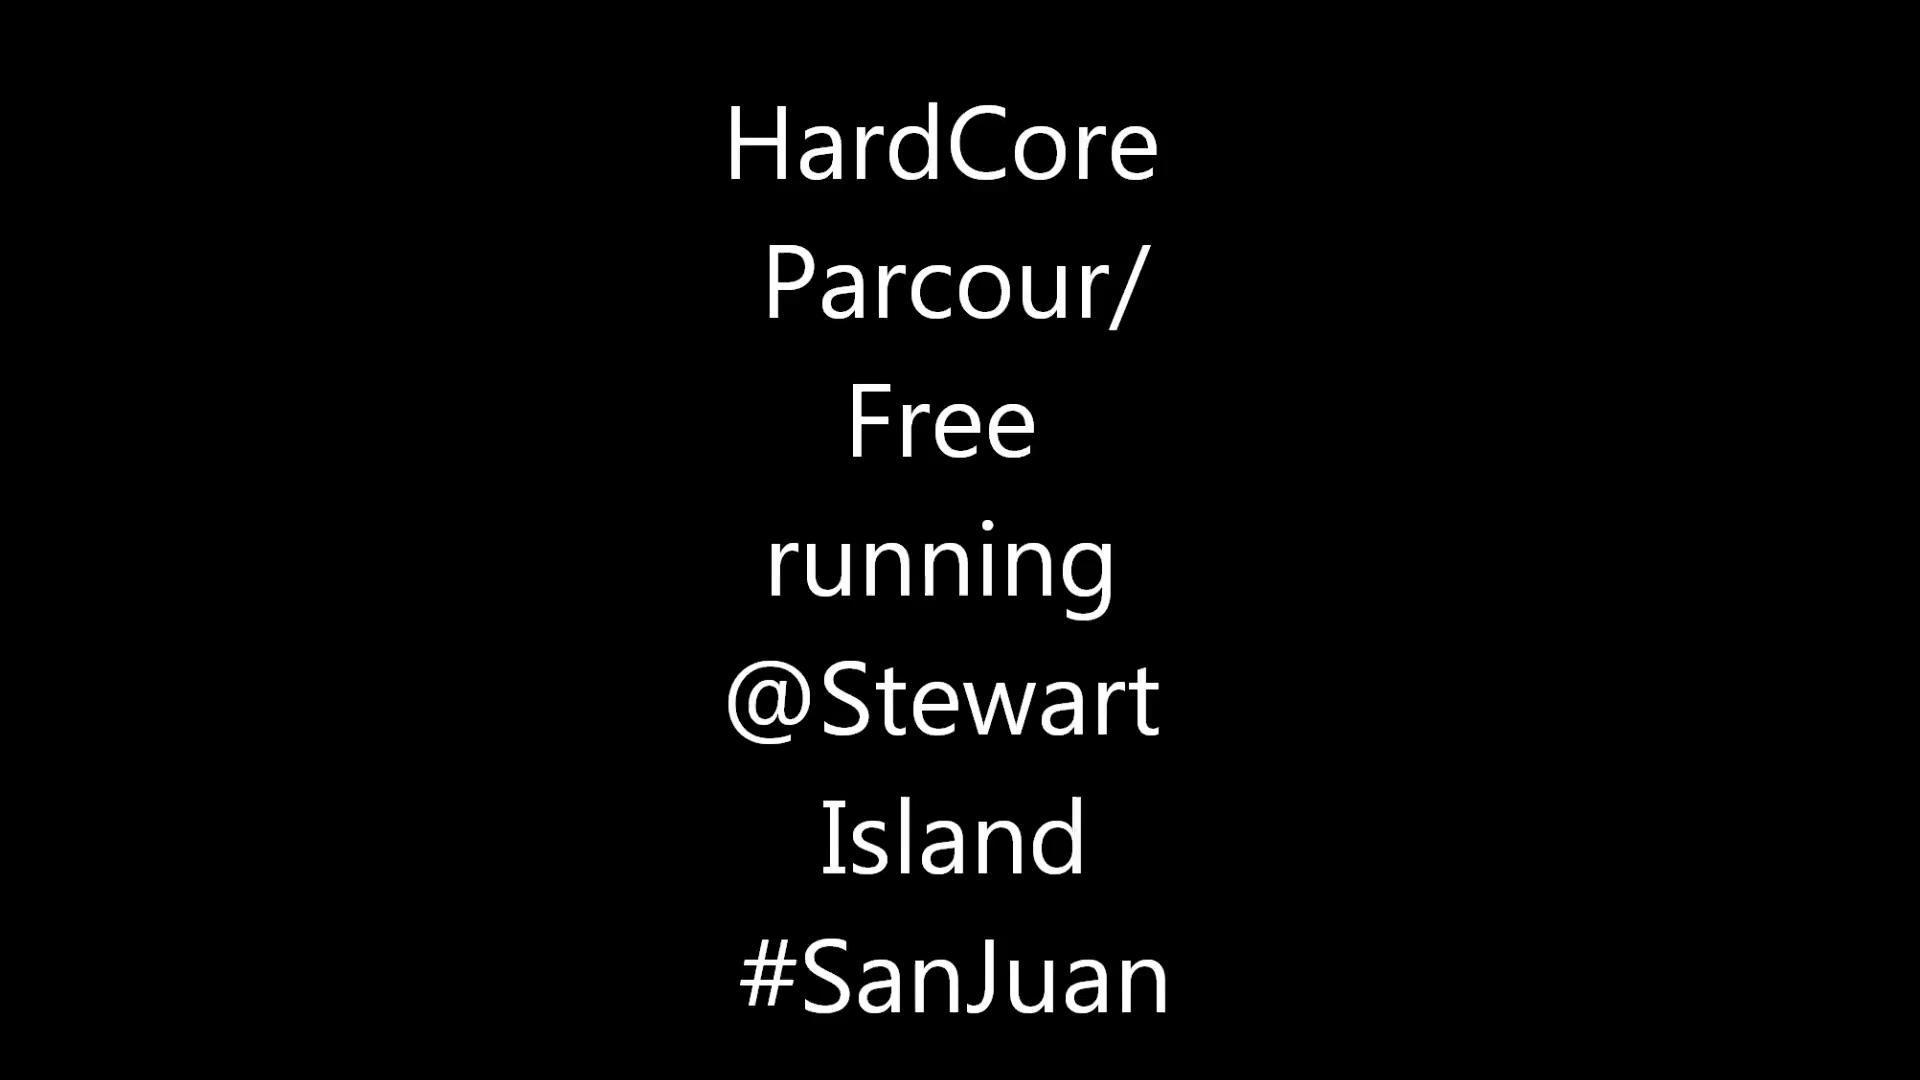 HardCore
Parcour/
Free
running
@Stewart
Island
#SanJuan